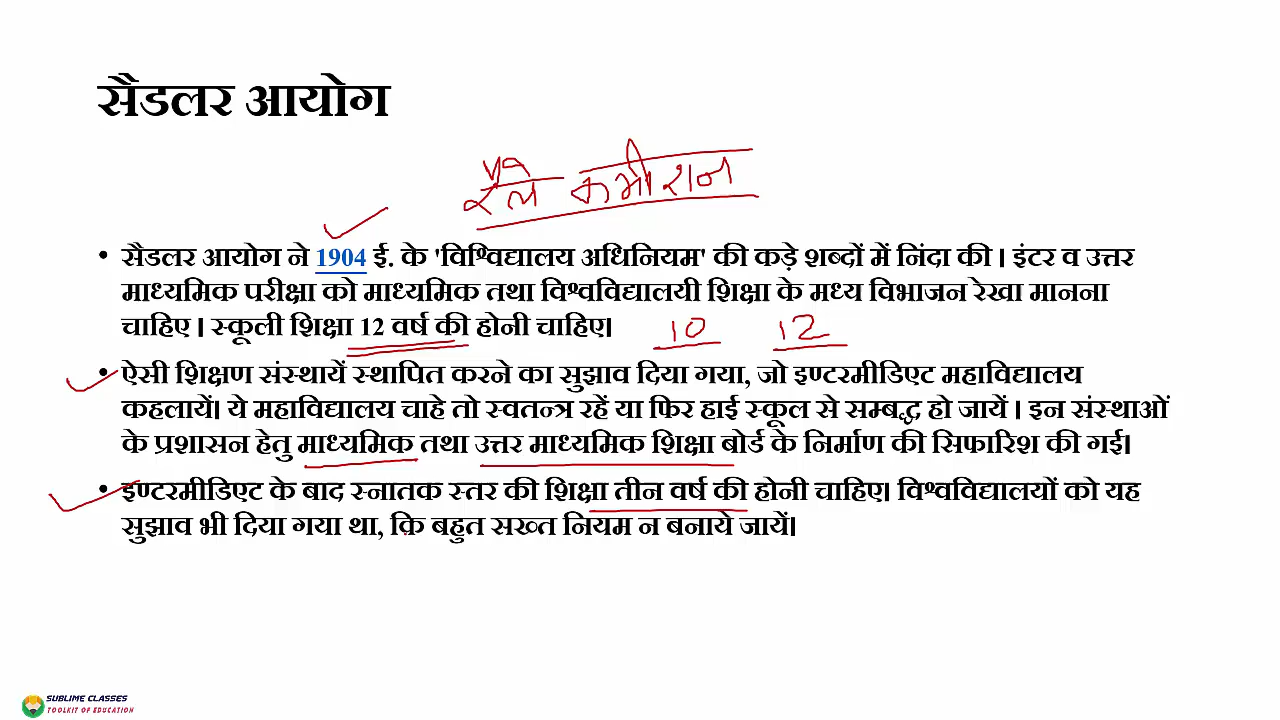 सैडलर आयोग
रैले कमीशन
• सैडलर आयोग ने 1904 ई. के 'विश्विद्यालय अधिनियम' की कड़े शब्दों में निंदा की । इंटर व उत्तर
माध्यमिक परीक्षा को माध्यमिक तथा विश्वविद्यालयी शिक्षा के मध्य विभाजन रेखा मानना
चाहिए । स्कूली शिक्षा 12 वर्ष की होनी चाहिए।
10 12
• ऐसी शिक्षण संस्थायें स्थापित करने का सुझाव दिया गया, जो इण्टरमीडिएट महाविद्यालय
कहलायें। ये महाविद्यालय चाहे तो स्वतन्त्र रहें या फिर हाई स्कूल से सम्बद्ध हो जायें । इन संस्थाओं
के प्रशासन हेतु माध्यमिक तथा उत्तर माध्यमिक शिक्षा बोर्ड के निर्माण की सिफारिश की गई।
• इण्टरमीडिएट के बाद स्नातक स्तर की शिक्षा तीन वर्ष की होनी चाहिए। विश्वविद्यालयों को यह
सुझाव भी दिया गया था, कि बहुत सख्त नियम न बनाये जायें।
SUBLIME CLASSES
TOOLKIT OF EDUCATION